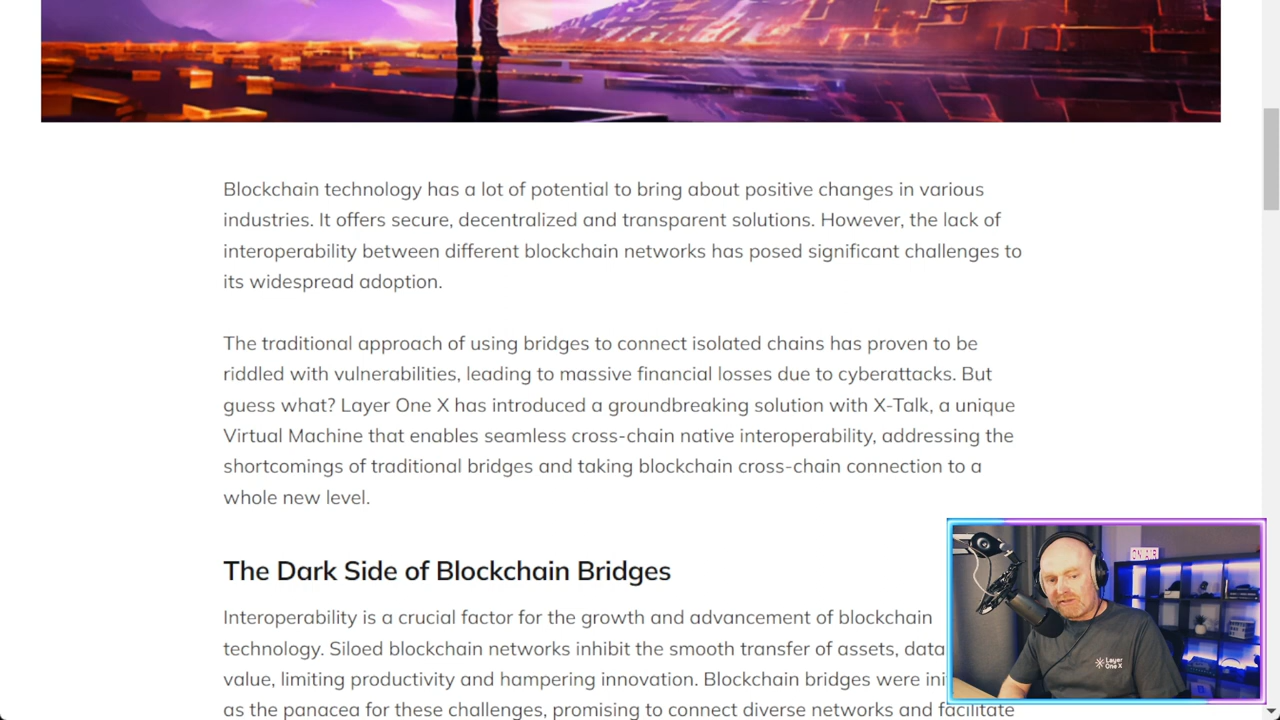 Blockchain technology has a lot of potential to bring about positive changes in various
industries. It offers secure, decentralized and transparent solutions. However, the lack of
interoperability between different blockchain networks has posed significant challenges to
its widespread adoption.
The traditional approach of using bridges to connect isolated chains has proven to be
riddled with vulnerabilities, leading to massive financial losses due to cyberattacks. But
guess what? Layer One X has introduced a groundbreaking solution with X-Talk, a unique
Virtual Machine that enables seamless cross-chain native interoperability, addressing the
shortcomings of traditional bridges and taking blockchain cross-chain connection to a
whole new level.
The Dark Side of Blockchain Bridges
Interoperability is a crucial factor for the growth and advancement of blockchain
technology. Siloed blockchain networks inhibit the smooth transfer of assets, data
value, limiting productivity and hampering innovation. Blockchain bridges were ini
as the panacea for these challenges, promising to connect diverse networks and facilitate
Layer
One X